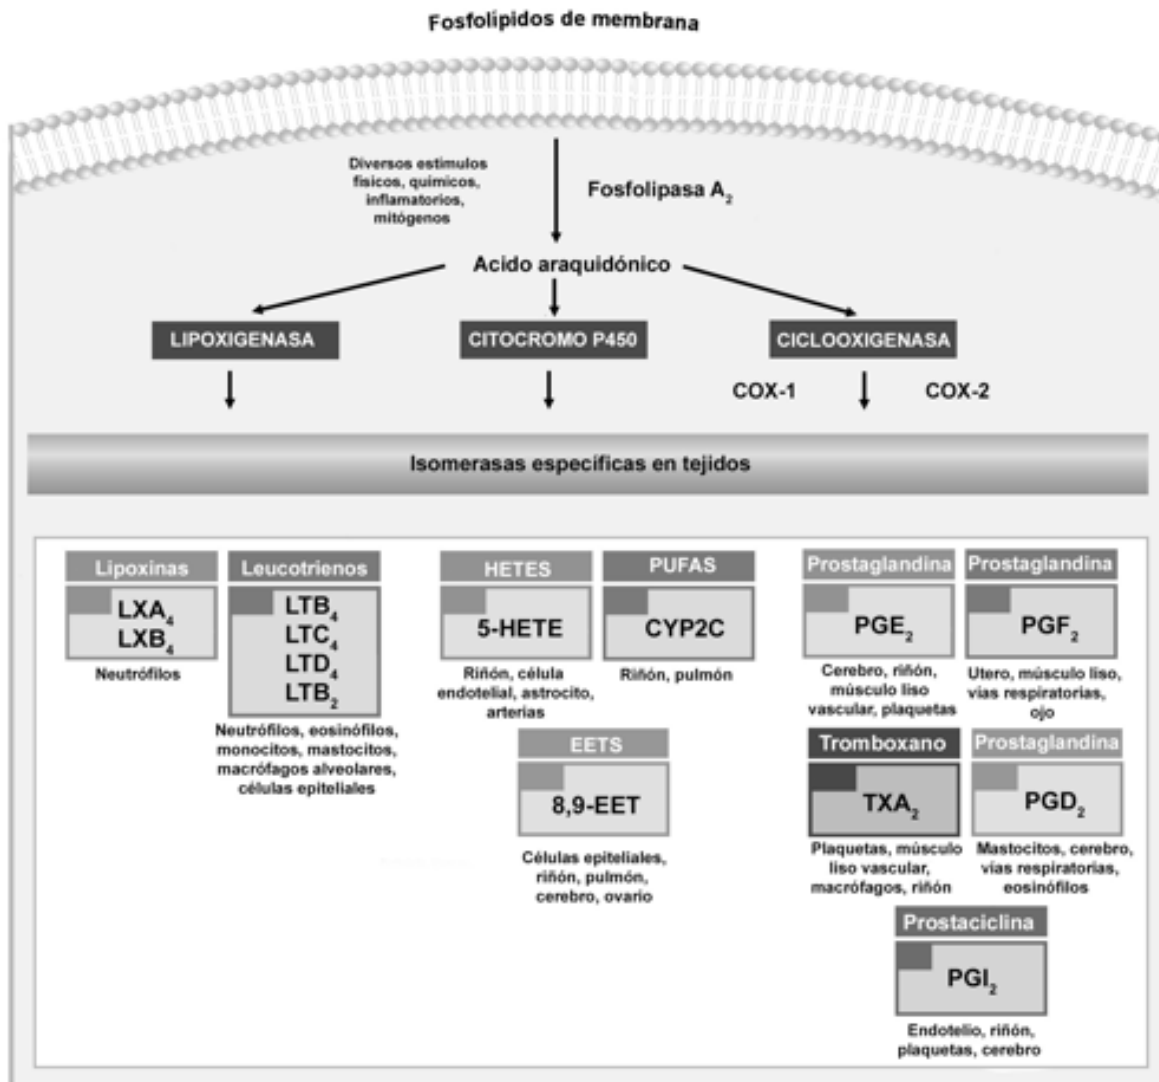 Fosfolípidos de membrana
Diversos estímulos
físicos, químicos,
inflamatorios,
mitógenos
Fosfolipasa A₂
Acido araquidónico
LIPOXIGENASA
CITOCROMO P450
CICLOOXIGENASA
COX-1
COX-2
Isomerasas específicas en tejidos
Lipoxinas
LXA₄
LXB₄
Neutrófilos
Leucotrienos
LTB₄
LTC₄
LTD₄
LTB₂
Neutrófilos, eosinófilos,
monocitos, mastocitos,
macrófagos alveolares,
células epiteliales
HETES
5-HETE
Riñón, célula
endotelial, astrocito,
arterias
PUFAS
CYP2C
Riñón, pulmón
EETS
8,9-EET
Células epiteliales,
riñón, pulmón,
cerebro, ovario
Prostaglandina
PGE₂
Cerebro, riñón,
músculo liso
vascular, plaquetas
Prostaglandina
PGF₂
Utero, músculo liso,
vías respiratorias,
ojo
Tromboxano
TXA₂
Plaquetas, músculo
liso vascular,
macrófagos, riñón
Prostaglandina
PGD₂
Mastocitos, cerebro,
vías respiratorias,
eosinófilos
Prostaciclina
PGI₂
Endotelio, riñón,
plaquetas, cerebro